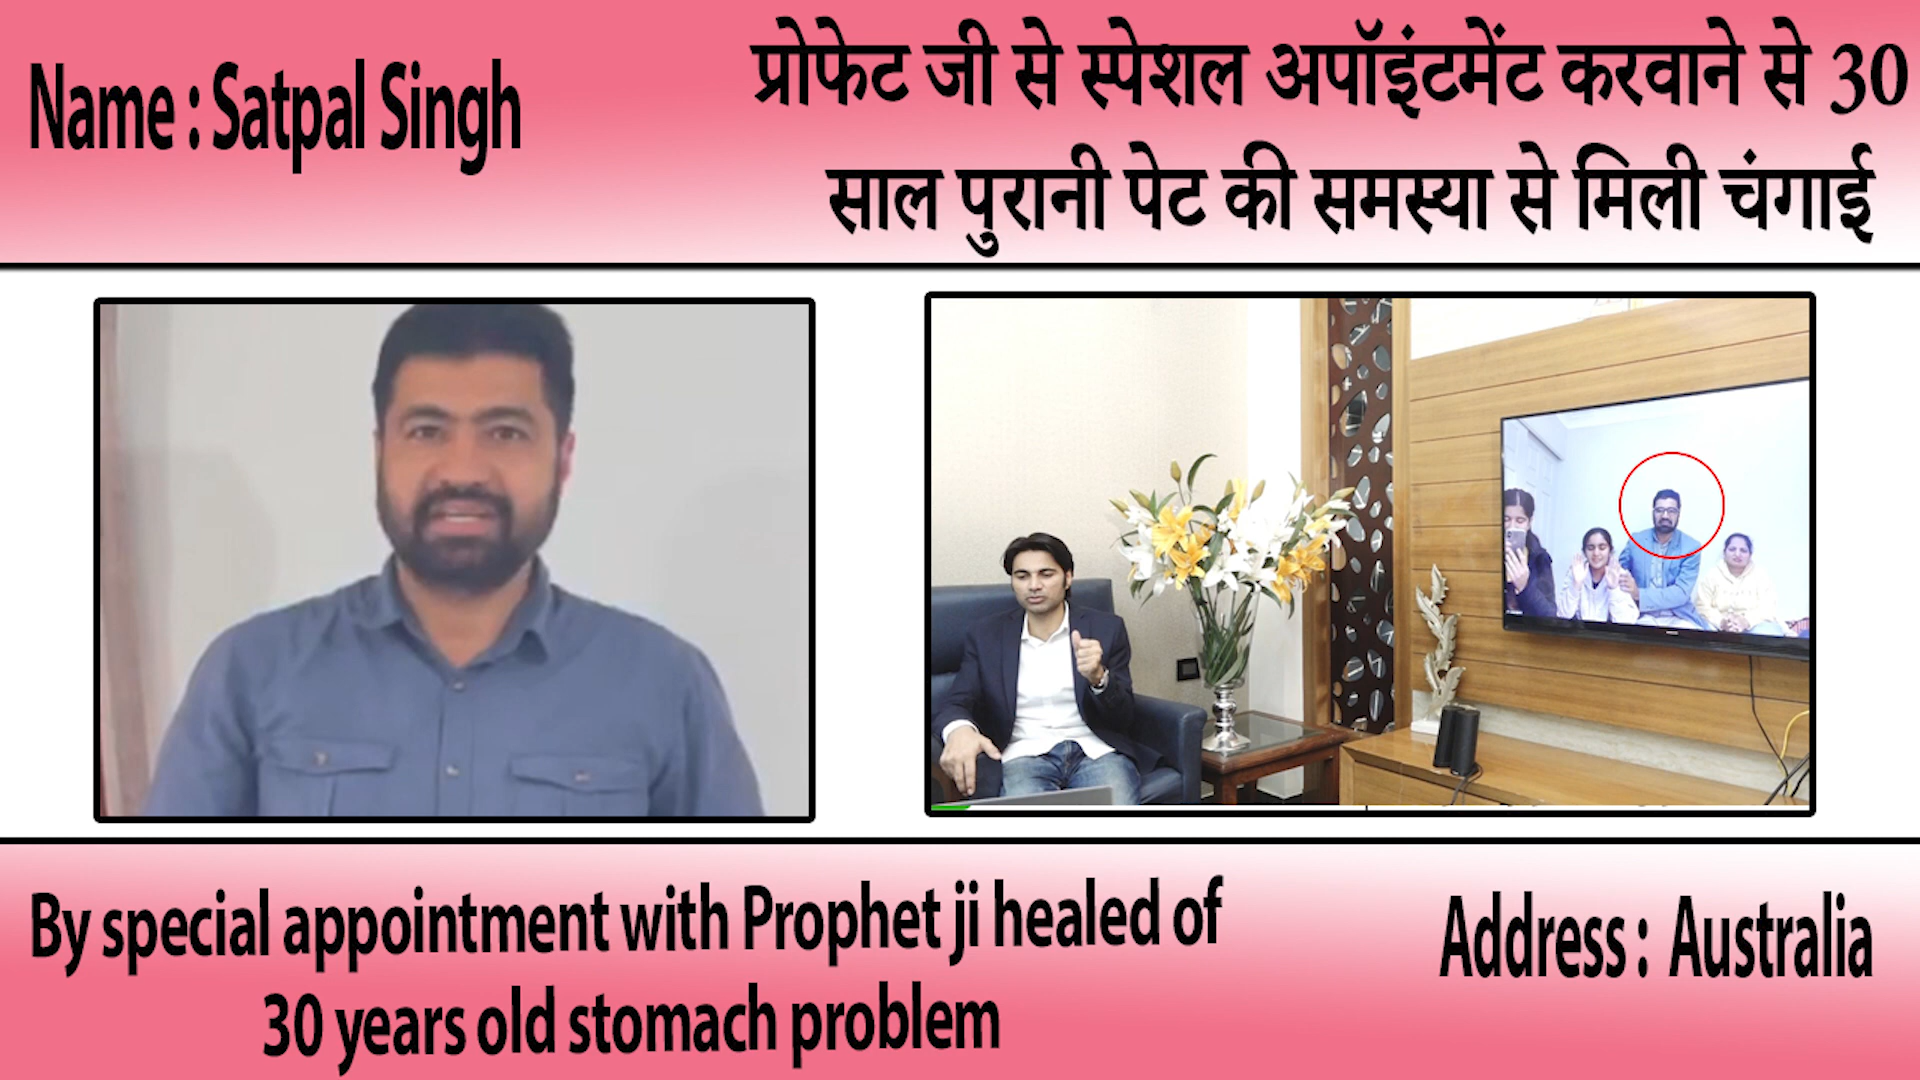 Name : Satpal Singh
प्रोफेट जी से स्पेशल अपॉइंटमेंट करवाने से 30
साल पुरानी पेट की समस्या से मिली चंगाई
By special appointment with Prophet ji healed of
30 years old stomach problem
Address : Australia